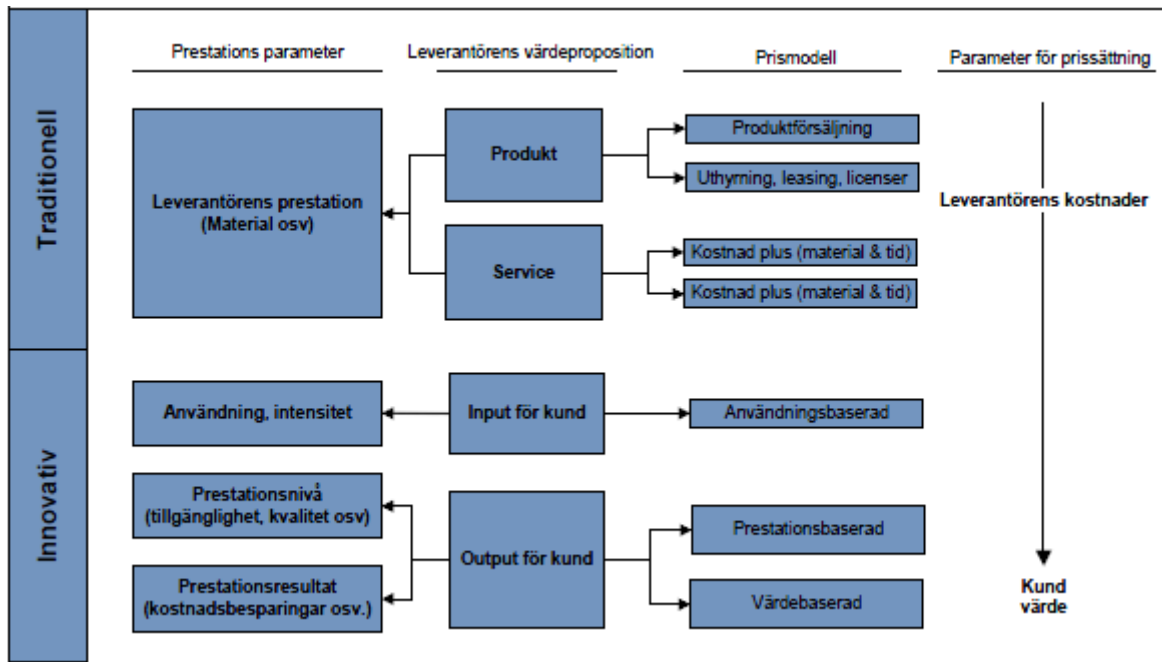 Prestations parameter
Leverantörens värdeproposition
Prismodell
Parameter för prissättning
Traditionell
Leverantörens prestation
(Material osv)
Produkt
Produktförsäljning
Uthyrning, leasing, licenser
Leverantörens kostnader
Service
Kostnad plus (material & tid)
Kostnad plus (material & tid)
Innovativ
Användning, intensitet
Input för kund
Användningsbaserad
Prestationsnivå
(tillgänglighet, kvalitet osv)
Output för kund
Prestationsbaserad
Prestationsresultat
(kostnadsbesparingar osv.)
Värdebaserad
Kund
värde